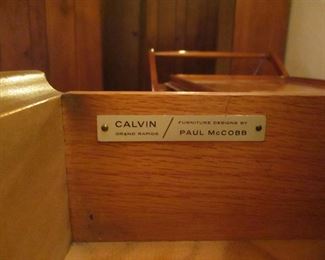 CALVIN / FURNITURE DESIGNS BY
GRAND RAPIDS / PAUL McCOBB